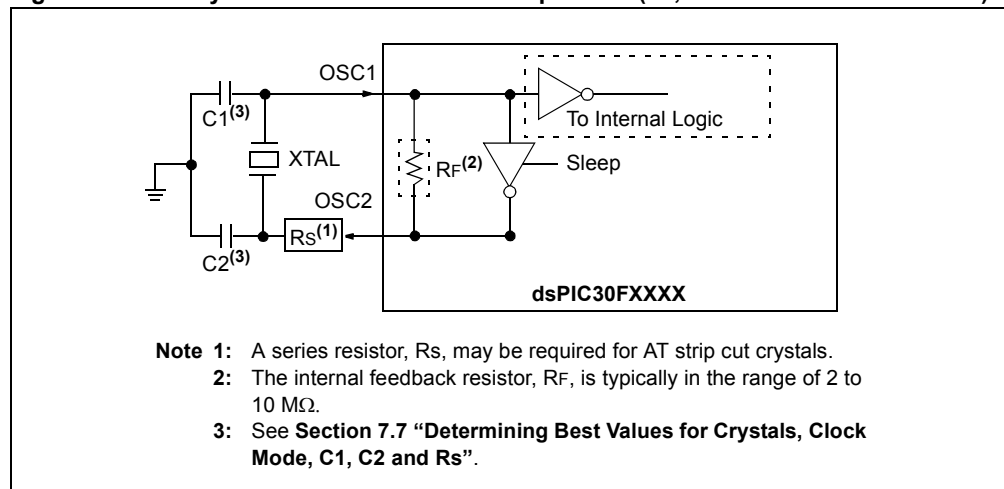 OSC1
C1(3)
To Internal Logic
XTAL
RF(2)
Sleep
OSC2
RS(1)
C2(3)
dsPIC30FXXXX
Note 1: A series resistor, Rs, may be required for AT strip cut crystals.
2: The internal feedback resistor, RF, is typically in the range of 2 to
10 MΩ.
3: See Section 7.7 “Determining Best Values for Crystals, Clock
Mode, C1, C2 and Rs”.